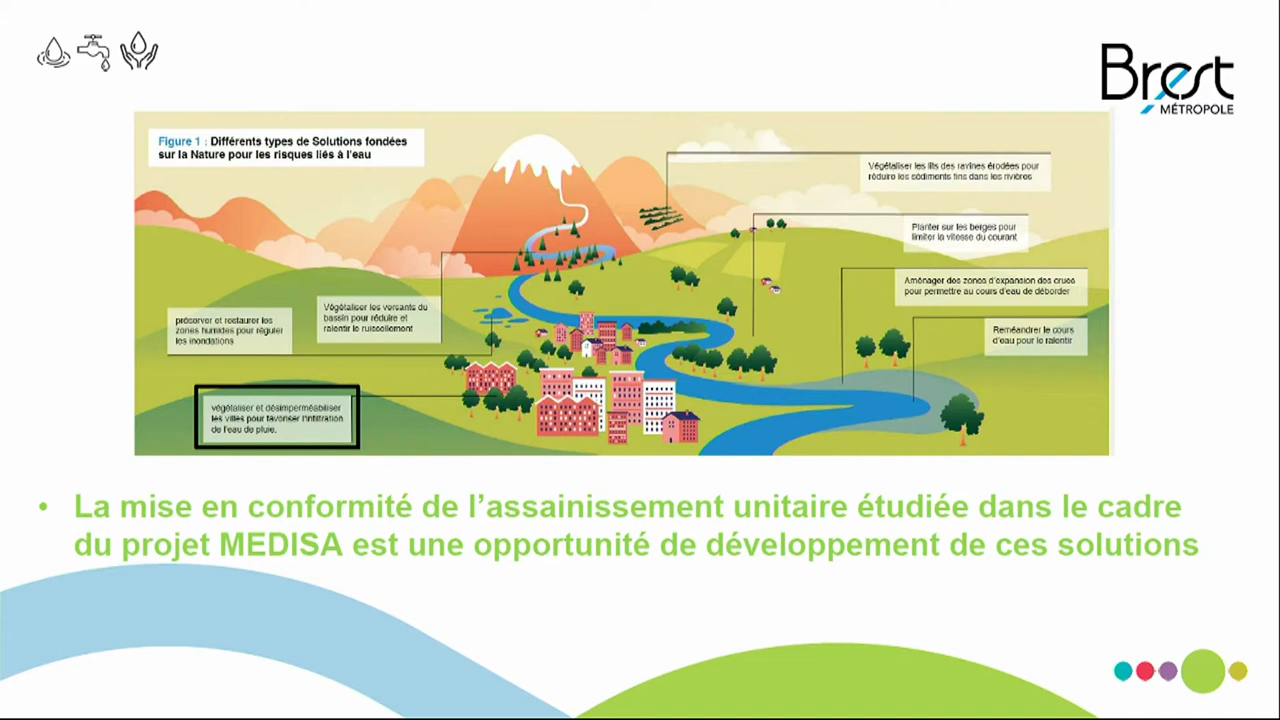 Brest
MÉTROPOLE
Figure 1 : Différents types de Solutions fondées
sur la Nature pour les risques liés à l'eau
Végétaliser les lits des ravines érodées pour
réduire les sédiments fins dans les rivières
Planter sur les berges pour
limiter la vitesse du courant
Aménager des zones d'expansion des crues
pour permettre au cours d'eau de déborder
Reméandrer le cours
d'eau pour le ralentir
Végétaliser les versants du
bassin pour réduire et
ralentir le ruissellement
préserver et restaurer les
zones humides pour réguler
les inondations
végétaliser et désimperméabiliser
les villes pour favoriser l'infiltration
de l'eau de pluie.
• La mise en conformité de l'assainissement unitaire étudiée dans le cadre
du projet MEDISA est une opportunité de développement de ces solutions